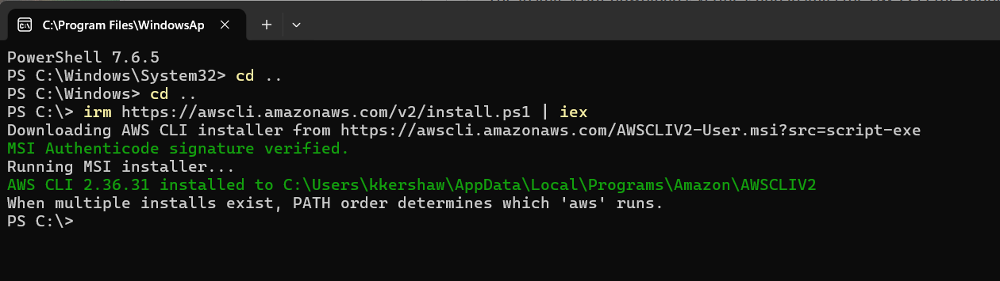 C:\Program Files\WindowsAp
PowerShell 7.6.5
PS C:\Windows\System32> cd ..
PS C:\Windows> cd ..
PS C:\> irm https://awscli.amazonaws.com/v2/install.ps1 | iex
Downloading AWS CLI installer from https://awscli.amazonaws.com/AWSCLIV2-User.msi?src=script-exe
MSI Authenticode signature verified.
Running MSI installer...
AWS CLI 2.36.31 installed to C:\Users\kkershaw\AppData\Local\Programs\Amazon\AWSCLIV2
When multiple installs exist, PATH order determines which 'aws' runs.
PS C:\>